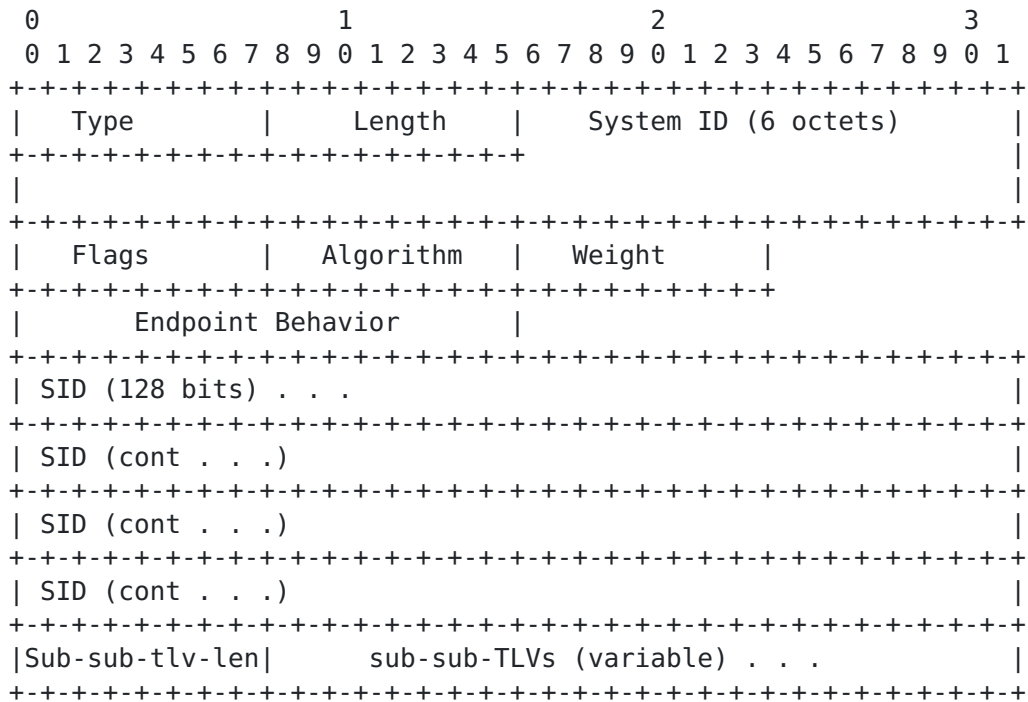 0                   1                   2                   3
 0 1 2 3 4 5 6 7 8 9 0 1 2 3 4 5 6 7 8 9 0 1 2 3 4 5 6 7 8 9 0 1
+-+-+-+-+-+-+-+-+-+-+-+-+-+-+-+-+-+-+-+-+-+-+-+-+-+-+-+-+-+-+-+-+
|   Type        |     Length    |    System ID (6 octets)       |
+-+-+-+-+-+-+-+-+-+-+-+-+-+-+-+-+                               |
|                                                               |
+-+-+-+-+-+-+-+-+-+-+-+-+-+-+-+-+-+-+-+-+-+-+-+-+-+-+-+-+-+-+-+-+
|   Flags       |   Algorithm   |   Weight      |
+-+-+-+-+-+-+-+-+-+-+-+-+-+-+-+-+-+-+-+-+-+-+-+-+
|       Endpoint Behavior       |
+-+-+-+-+-+-+-+-+-+-+-+-+-+-+-+-+-+-+-+-+-+-+-+-+-+-+-+-+-+-+-+-+
| SID (128 bits) . . .                                          |
+-+-+-+-+-+-+-+-+-+-+-+-+-+-+-+-+-+-+-+-+-+-+-+-+-+-+-+-+-+-+-+-+
| SID (cont . . .)                                              |
+-+-+-+-+-+-+-+-+-+-+-+-+-+-+-+-+-+-+-+-+-+-+-+-+-+-+-+-+-+-+-+-+
| SID (cont . . .)                                              |
+-+-+-+-+-+-+-+-+-+-+-+-+-+-+-+-+-+-+-+-+-+-+-+-+-+-+-+-+-+-+-+-+
| SID (cont . . .)                                              |
+-+-+-+-+-+-+-+-+-+-+-+-+-+-+-+-+-+-+-+-+-+-+-+-+-+-+-+-+-+-+-+-+
|Sub-sub-tlv-len|      sub-sub-TLVs (variable) . . .            |
+-+-+-+-+-+-+-+-+-+-+-+-+-+-+-+-+-+-+-+-+-+-+-+-+-+-+-+-+-+-+-+-+